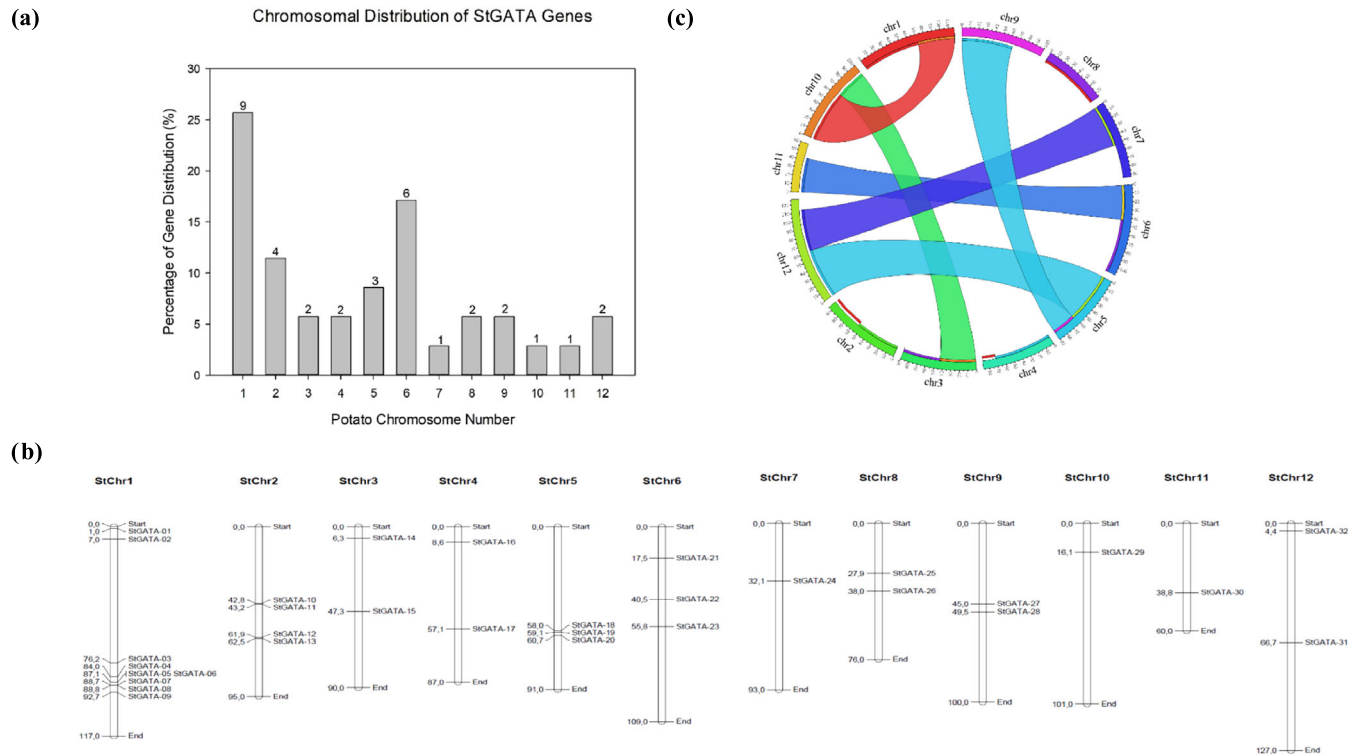 (a)
Chromosomal Distribution of StGATA Genes
Percentage of Gene Distribution (%)
30
25
20
15
10
5
0
9
4
2
2
3
6
1
2
2
1
1
2
1 2 3 4 5 6 7 8 9 10 11 12
Potato Chromosome Number
(c)
chr1
chr9
chr8
chr7
chr6
chr5
chr4
chr3
chr2
chr12
chr11
chr10
(b)
StChr1
0,0 Start
1,0 StGATA-01
7,0 StGATA-02
76,2 StGATA-03
84,0 StGATA-04
87,1 StGATA-05 StGATA-06
88,7 StGATA-07
88,8 StGATA-08
92,7 StGATA-09
117,0 End
StChr2
0,0 Start
42,8 StGATA-10
43,2 StGATA-11
61,9 StGATA-12
62,5 StGATA-13
95,0 End
StChr3
0,0 Start
6,3 StGATA-14
47,3 StGATA-15
90,0 End
StChr4
0,0 Start
8,6 StGATA-16
57,1 StGATA-17
87,0 End
StChr5
0,0 Start
58,0 StGATA-18
59,1 StGATA-19
60,7 StGATA-20
91,0 End
StChr6
0,0 Start
17,5 StGATA-21
40,5 StGATA-22
55,8 StGATA-23
109,0 End
StChr7
0,0 Start
32,1 StGATA-24
93,0 End
StChr8
0,0 Start
27,9 StGATA-25
38,0 StGATA-26
76,0 End
StChr9
0,0 Start
45,0 StGATA-27
49,5 StGATA-28
100,0 End
StChr10
0,0 Start
16,1 StGATA-29
101,0 End
StChr11
0,0 Start
38,8 StGATA-30
60,0 End
StChr12
0,0 Start
4,4 StGATA-32
66,7 StGATA-31
127,0 End